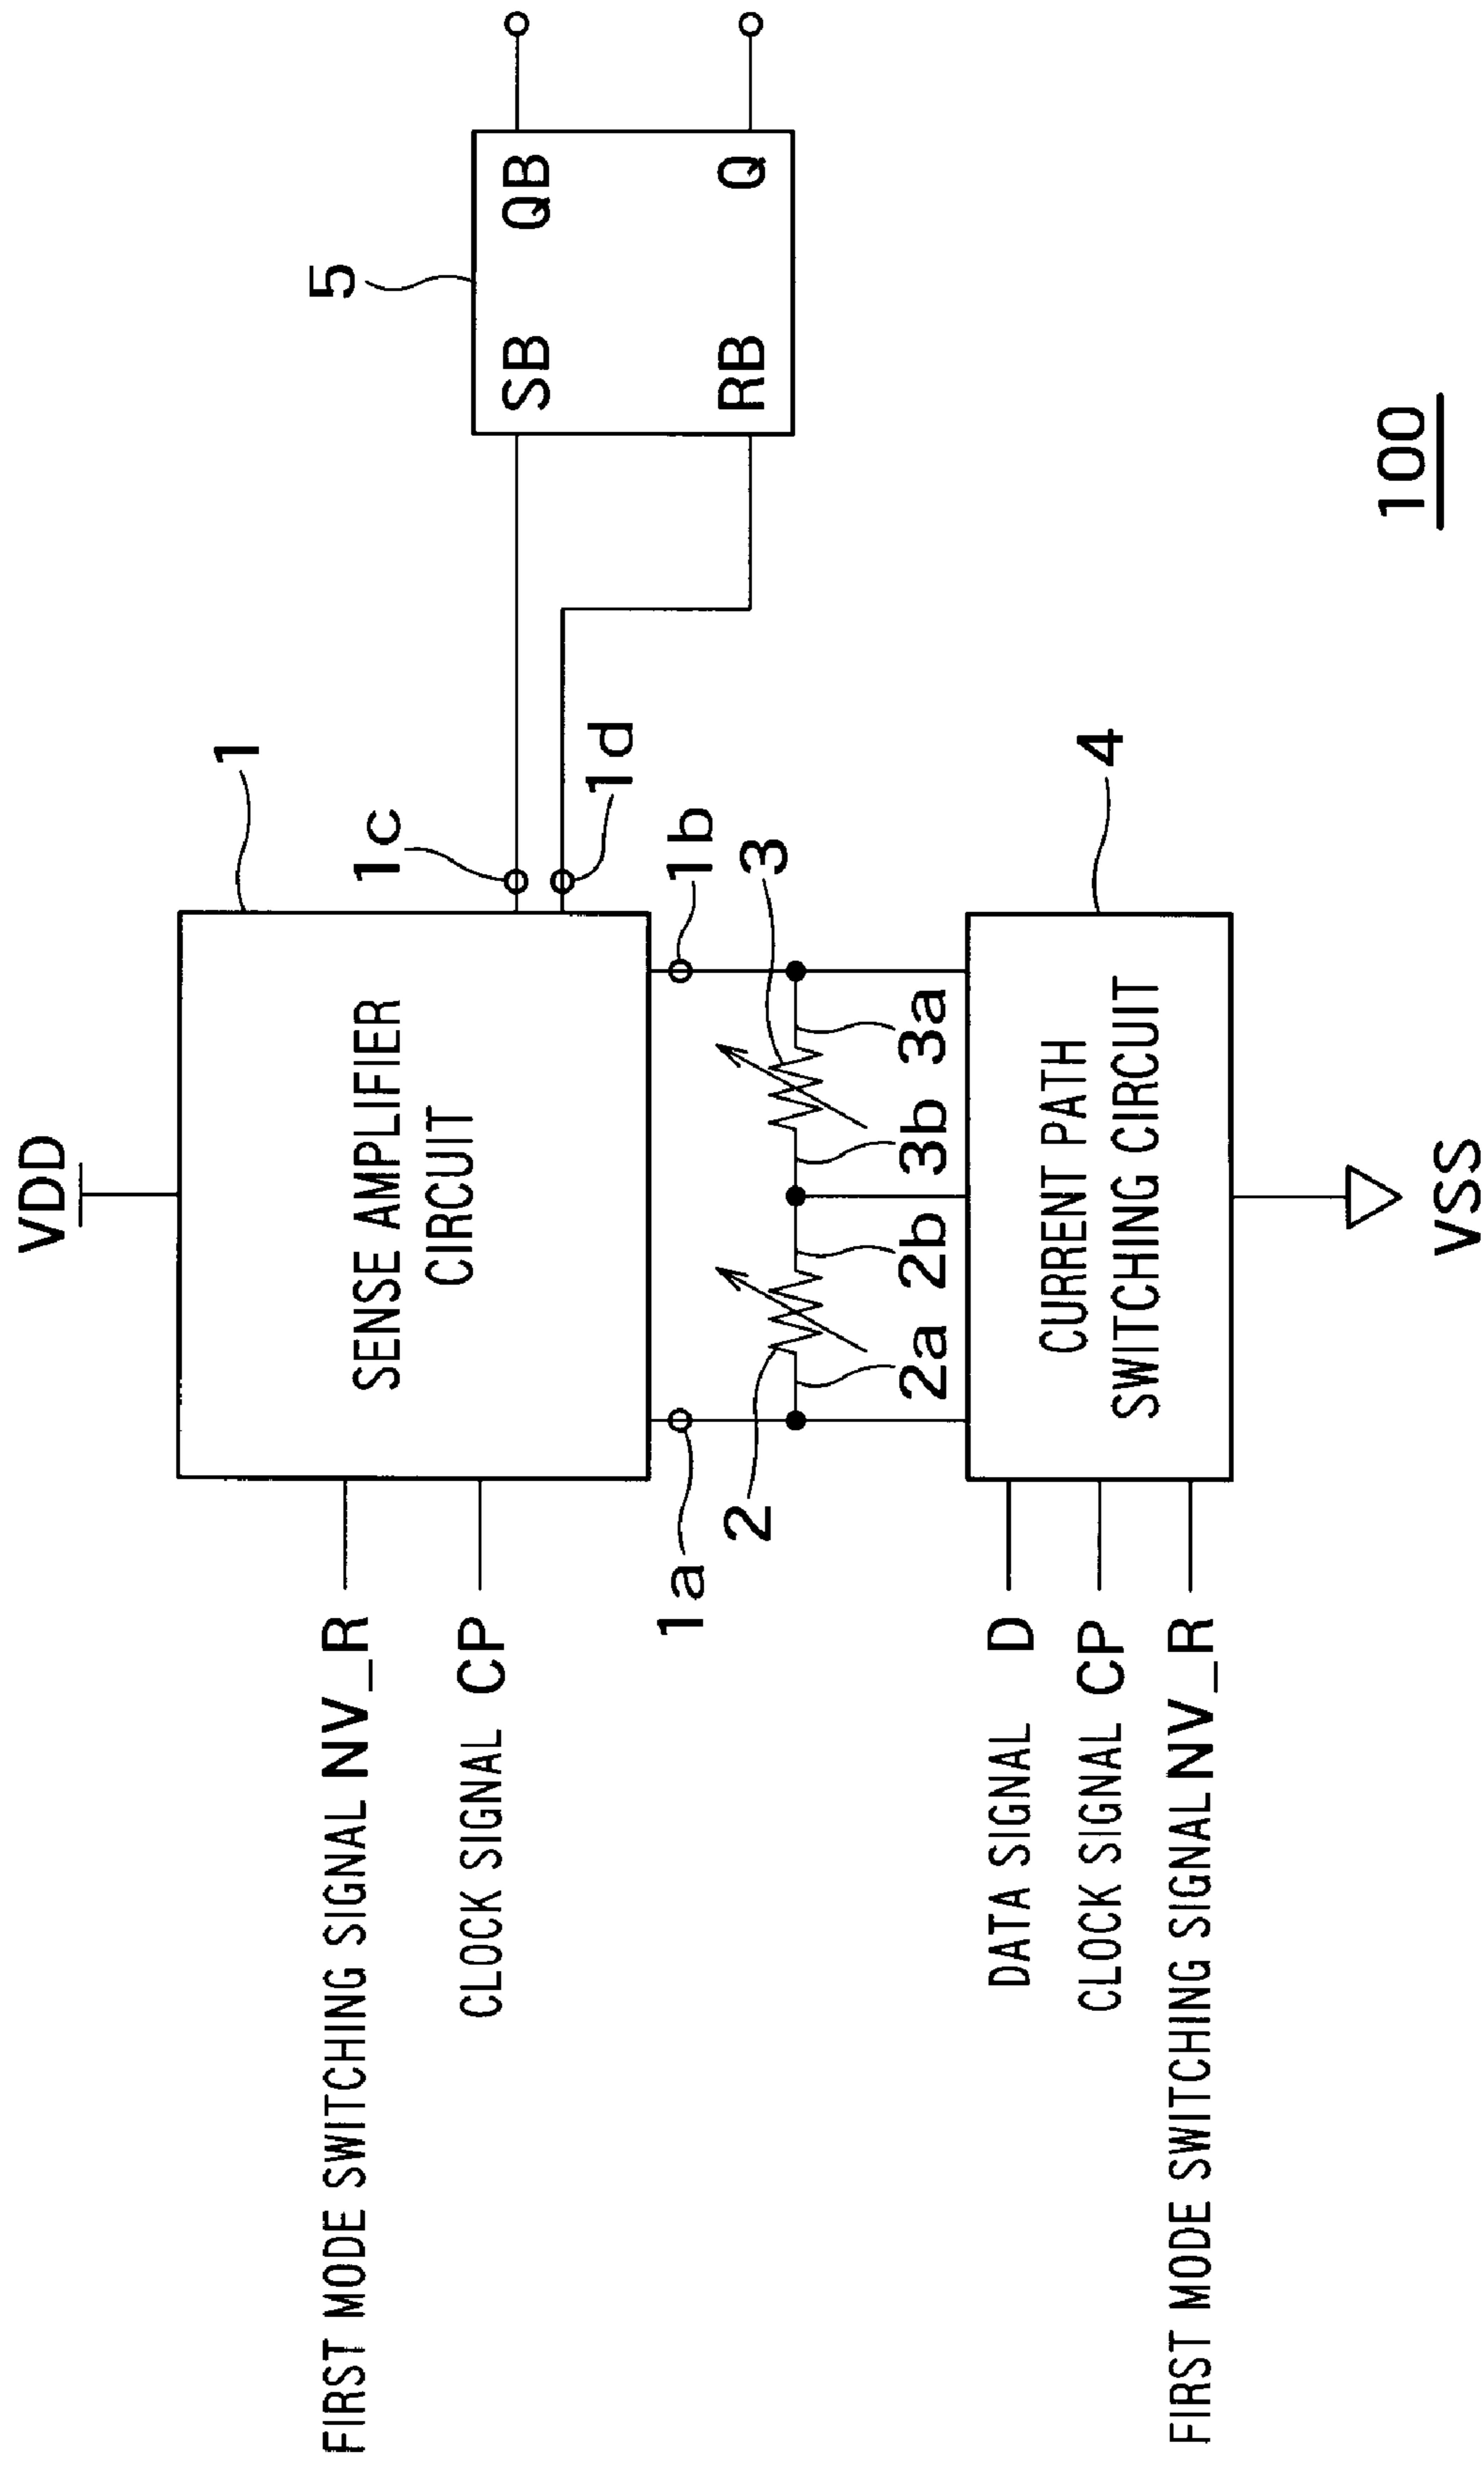 VDD
1
FIRST MODE SWITCHING SIGNAL NV_R
CLOCK SIGNAL CP
SENSE AMPLIFIER
CIRCUIT
1c
1d
5
SB
QB
RB
Q
1a
1b
2
3
2a
2b
3b
3a
4
DATA SIGNAL D
CLOCK SIGNAL CP
FIRST MODE SWITCHING SIGNAL NV_R
CURRENT PATH
SWITCHING CIRCUIT
VSS
100